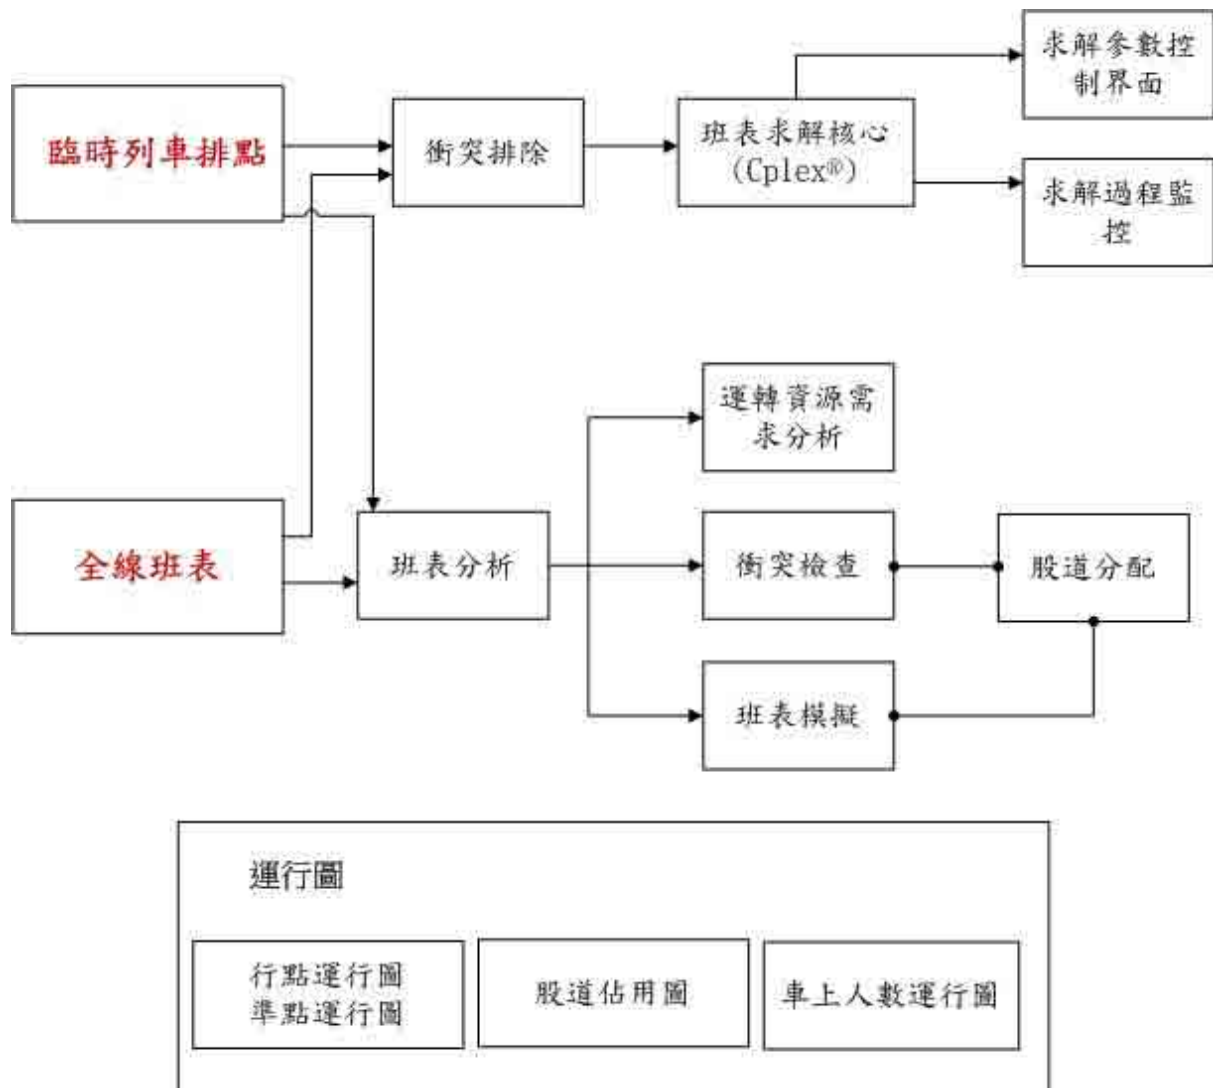 求解參數控
制界面
臨時列車排點
衝突排除
班表求解核心
(Cplex®)
求解過程監
控
運轉資源需
求分析
全線班表
班表分析
衝突檢查
股道分配
班表模擬
運行圖
行點運行圖
準點運行圖
股道佔用圖
車上人數運行圖